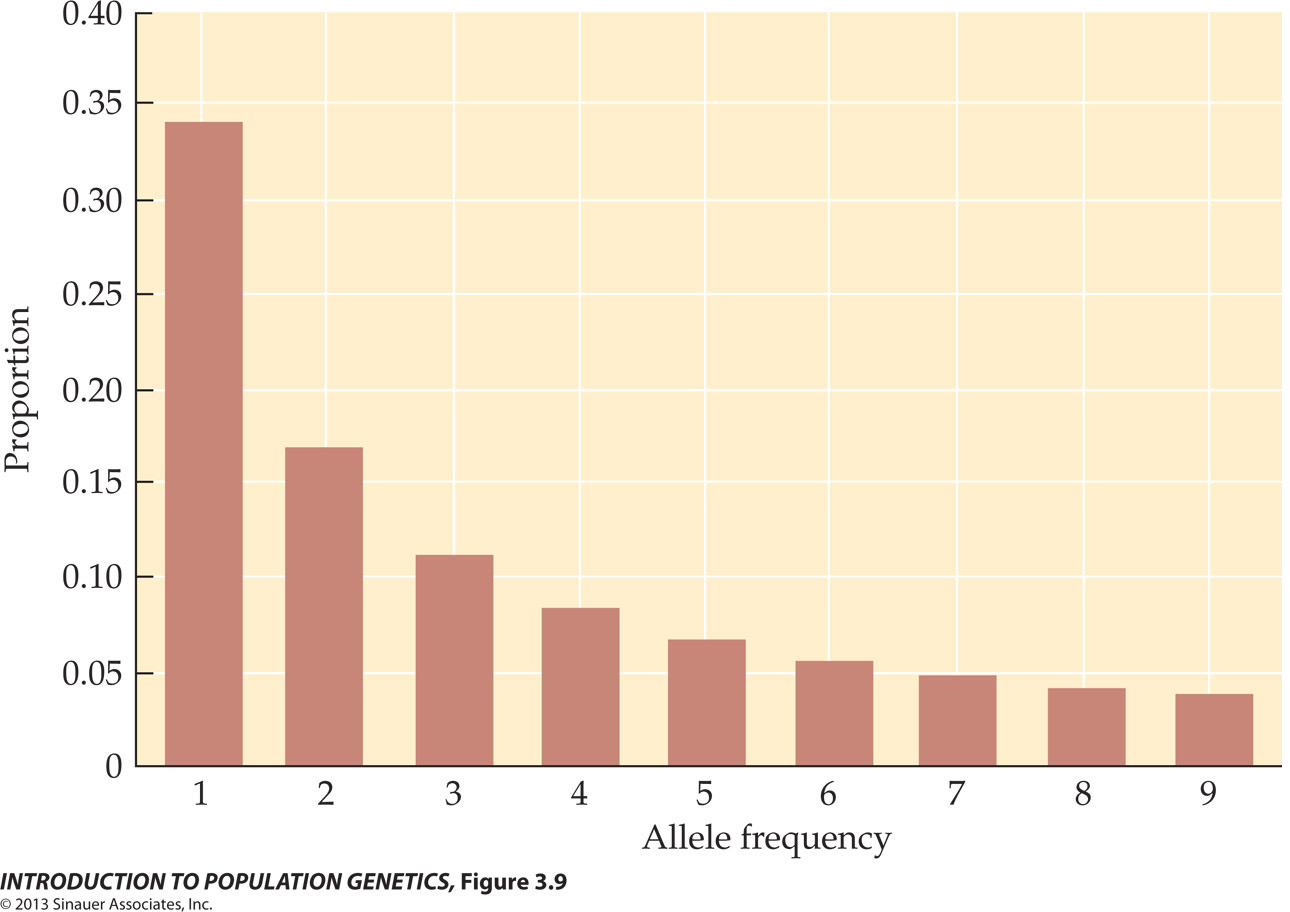 0.40
0.35
0.30
0.25
0.20
0.15
0.10
0.05
0
Proportion
1 2 3 4 5 6 7 8 9
Allele frequency
INTRODUCTION TO POPULATION GENETICS, Figure 3.9
© 2013 Sinauer Associates, Inc.